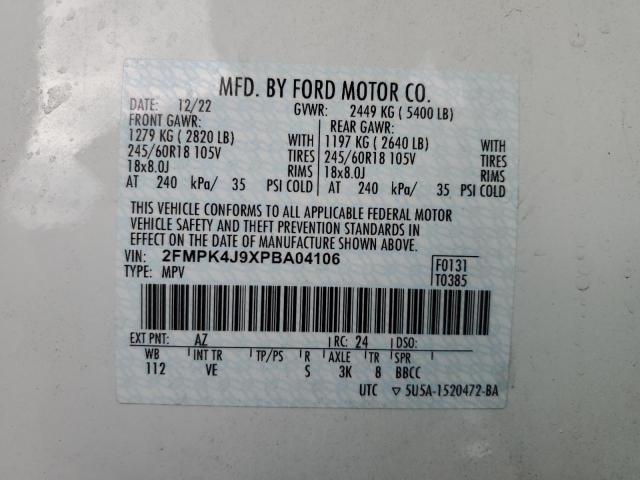 MFD. BY FORD MOTOR CO.
DATE: 12/22 GVWR: 2449 KG ( 5400 LB)
FRONT GAWR: REAR GAWR:
1279 KG ( 2820 LB) WITH 1197 KG ( 2640 LB) WITH
245/60R18 105V TIRES 245/60R18 105V TIRES
18x8.0J RIMS 18x8.0J RIMS
AT 240 kPa/ 35 PSI COLD AT 240 kPa/ 35 PSI COLD
THIS VEHICLE CONFORMS TO ALL APPLICABLE FEDERAL MOTOR
VEHICLE SAFETY AND THEFT PREVENTION STANDARDS IN
EFFECT ON THE DATE OF MANUFACTURE SHOWN ABOVE.
VIN: 2FMPK4J9XPBA04106 F0131
TYPE: MPV T0385
EXT PNT: AZ RC: 24 DSO:
WB INT TR TP/PS R AXLE TR SPR
112 VE S 3K 8 BBCC
UTC 5U5A-1520472-BA